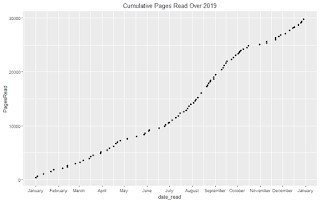 Cumulative Pages Read Over 2019
30000
20000
10000
0
PagesRead
January February March April May June July August September October November December January
date_read